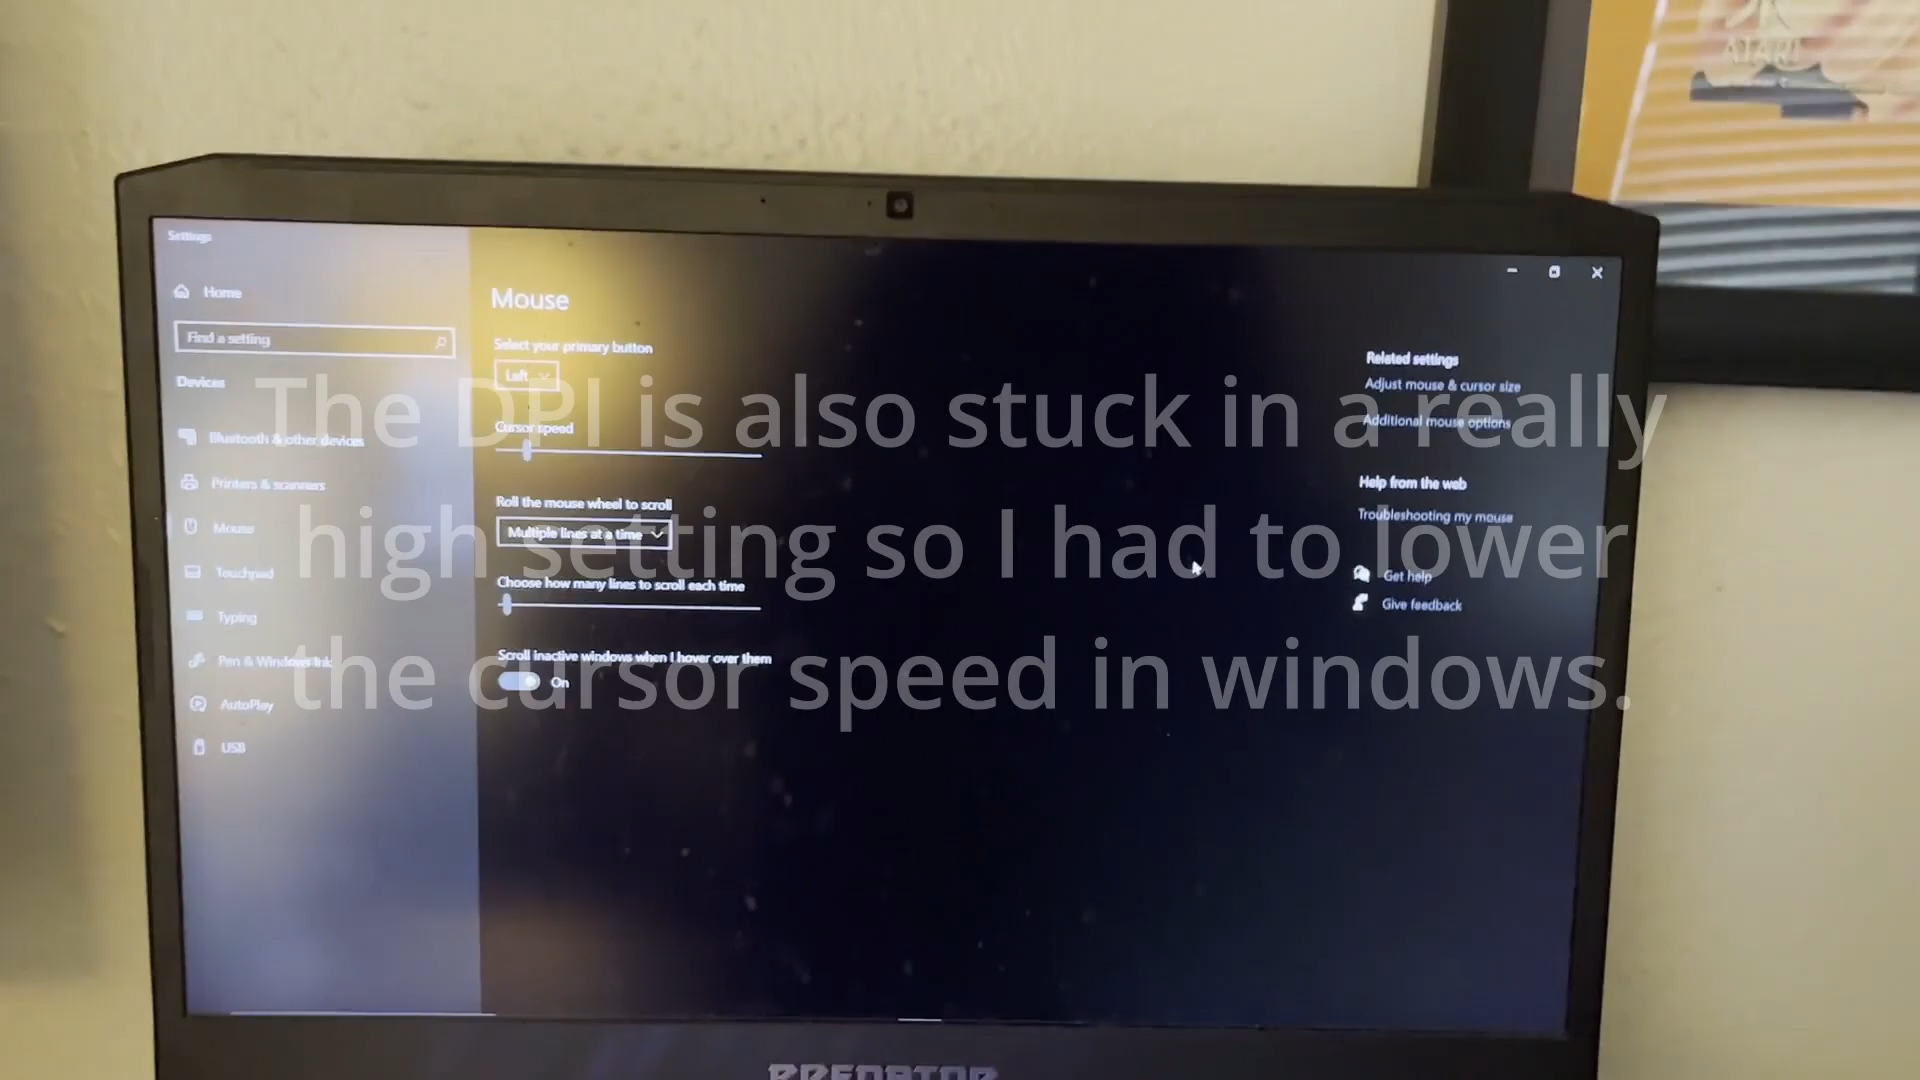 ATARI
Settings
Home
Find a setting
Devices
Bluetooth & other devices
Printers & scanners
Mouse
Touchpad
Typing
Pen & Windows Ink
AutoPlay
USB
Mouse
Select your primary button
Left
Cursor speed
Roll the mouse wheel to scroll
Multiple lines at a time
Choose how many lines to scroll each time
Scroll inactive windows when I hover over them
On
Related settings
Adjust mouse & cursor size
Additional mouse options
Help from the web
Troubleshooting my mouse
Get help
Give feedback
The DPI is also stuck in a really
high setting so I had to lower
the cursor speed in windows.
PREDATOR